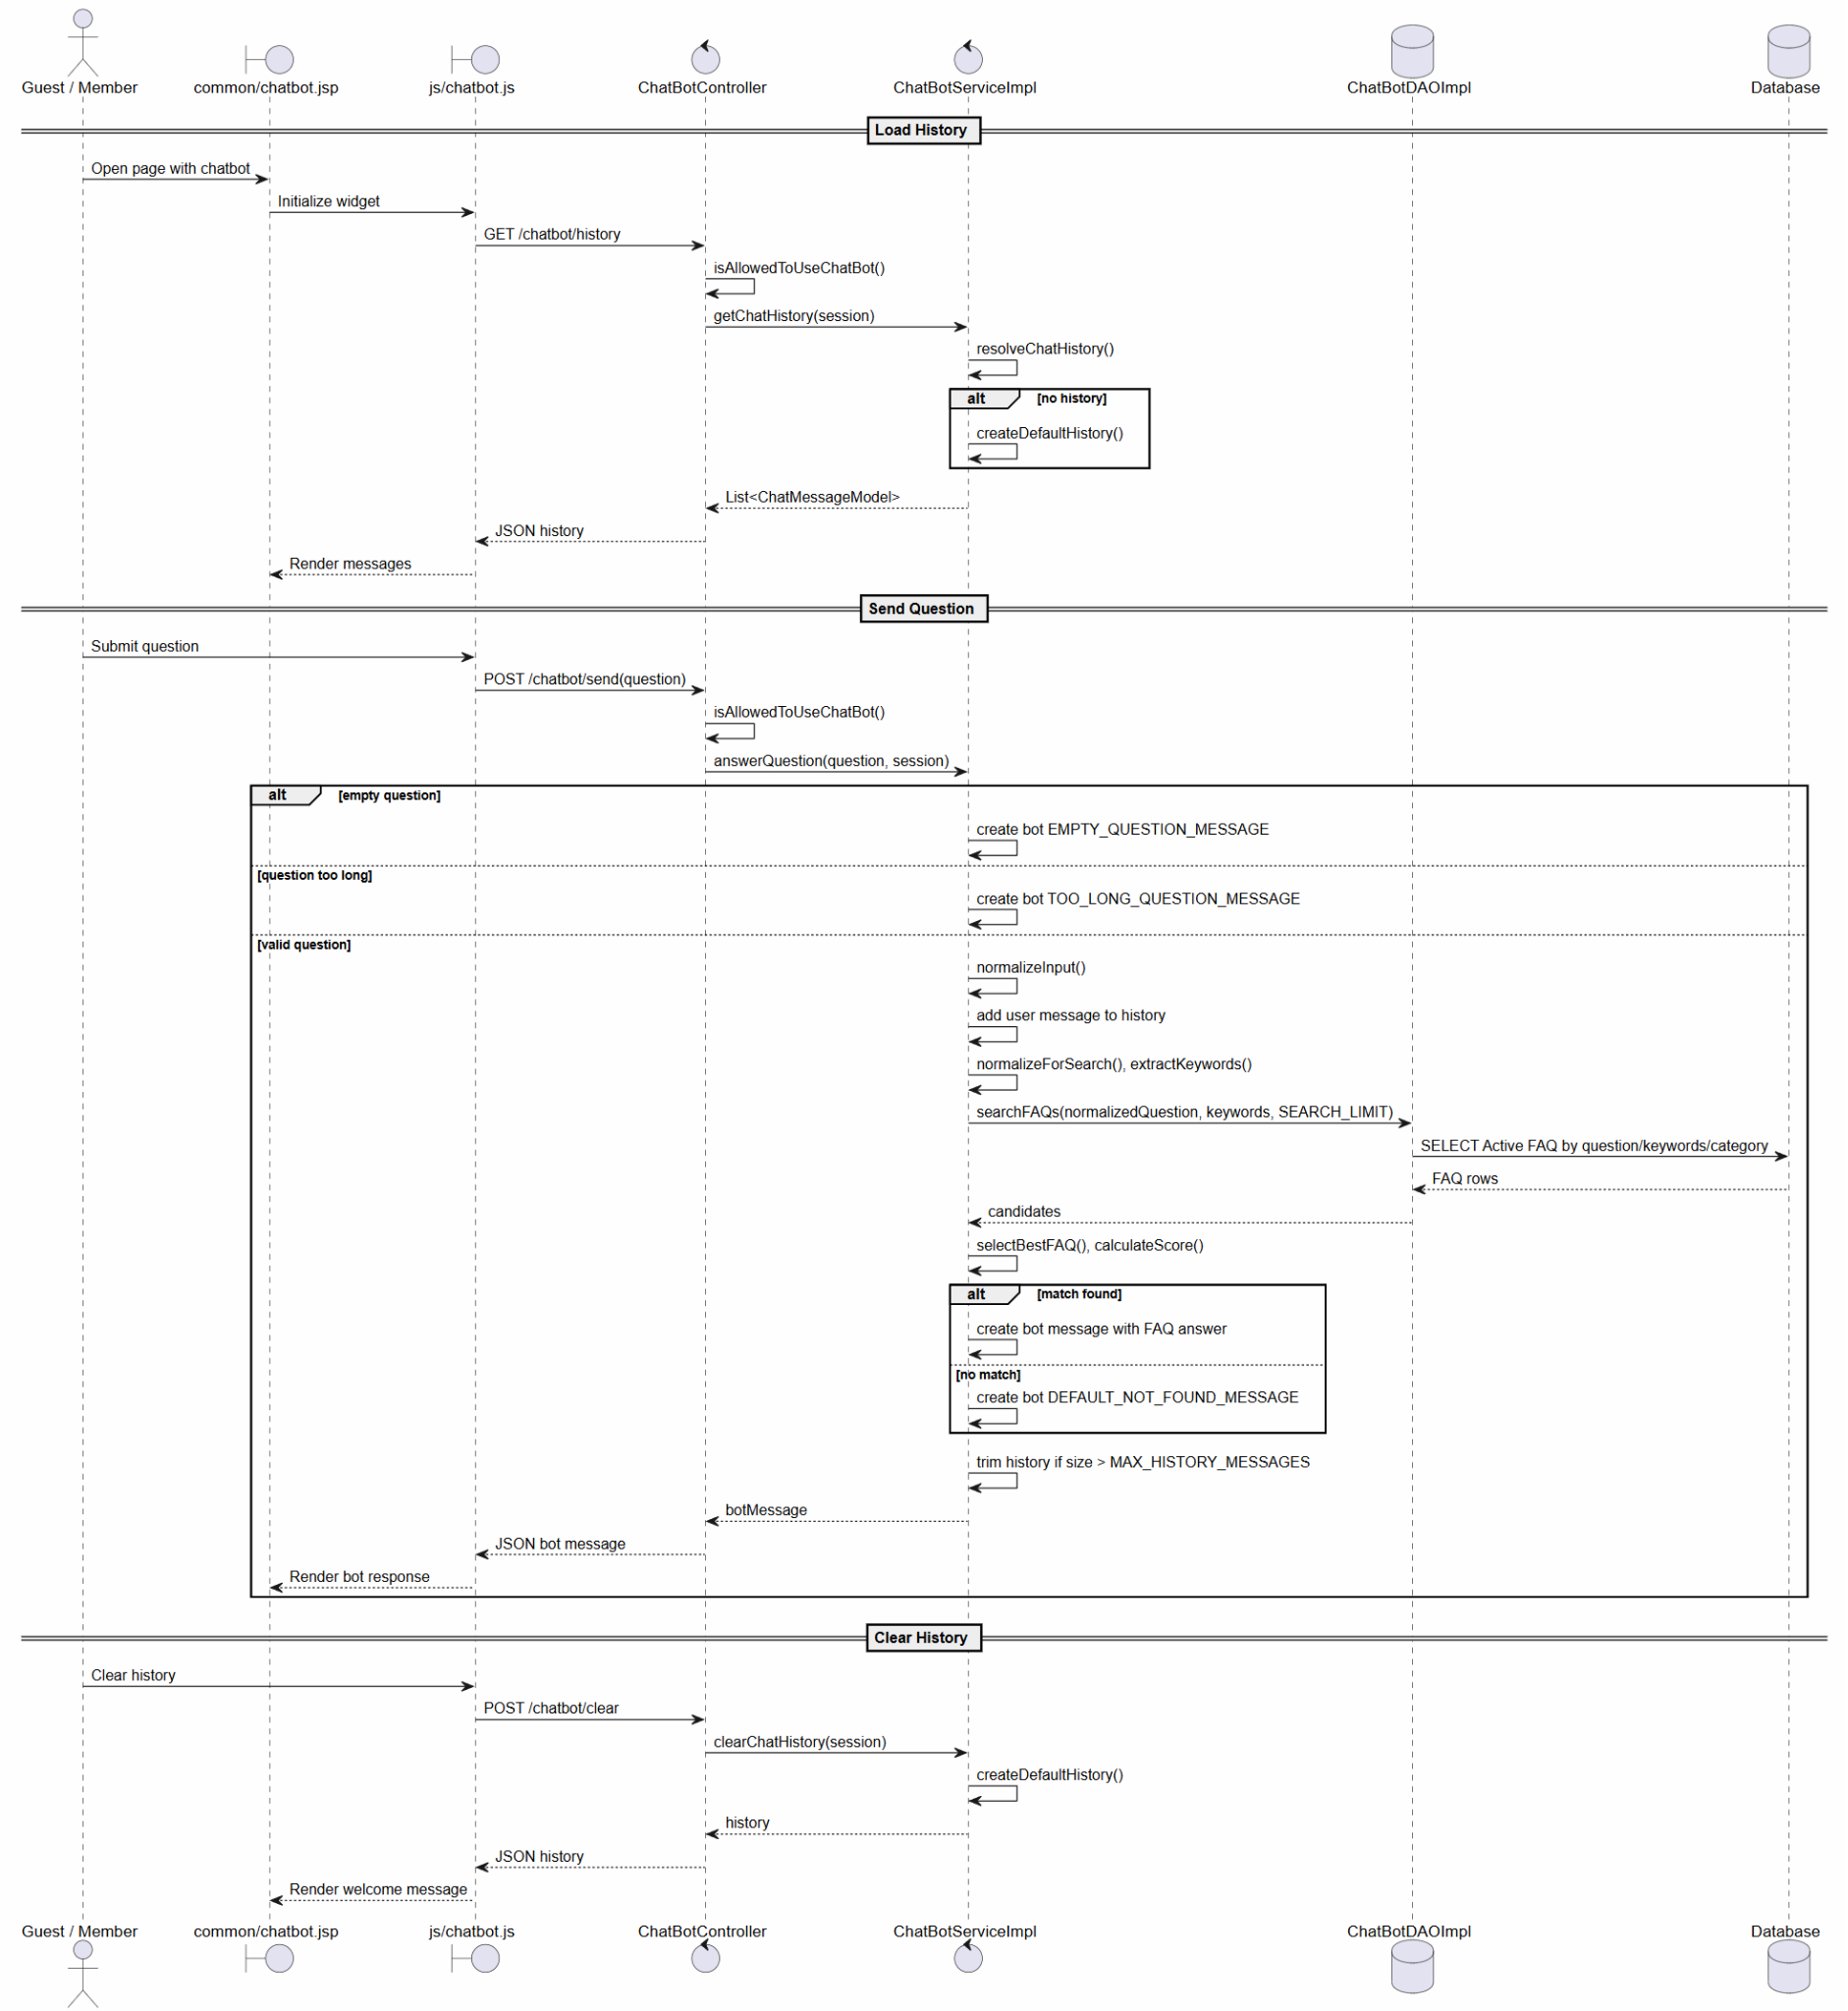 Guest / Member
common/chatbot.jsp
js/chatbot.js
ChatBotController
ChatBotServiceImpl
ChatBotDAOImpl
Database
Load History
Open page with chatbot
Initialize widget
GET /chatbot/history
isAllowedToUseChatBot()
getChatHistory(session)
resolveChatHistory()
alt
[no history]
createDefaultHistory()
List<ChatMessageModel>
JSON history
Render messages
Send Question
Submit question
POST /chatbot/send(question)
isAllowedToUseChatBot()
answerQuestion(question, session)
alt
[empty question]
create bot EMPTY_QUESTION_MESSAGE
[question too long]
create bot TOO_LONG_QUESTION_MESSAGE
[valid question]
normalizeInput()
add user message to history
normalizeForSearch(), extractKeywords()
searchFAQs(normalizedQuestion, keywords, SEARCH_LIMIT)
SELECT Active FAQ by question/keywords/category
FAQ rows
candidates
selectBestFAQ(), calculateScore()
alt
[match found]
create bot message with FAQ answer
[no match]
create bot DEFAULT_NOT_FOUND_MESSAGE
trim history if size > MAX_HISTORY_MESSAGES
botMessage
JSON bot message
Render bot response
Clear History
Clear history
POST /chatbot/clear
clearChatHistory(session)
createDefaultHistory()
history
JSON history
Render welcome message
Guest / Member
common/chatbot.jsp
js/chatbot.js
ChatBotController
ChatBotServiceImpl
ChatBotDAOImpl
Database